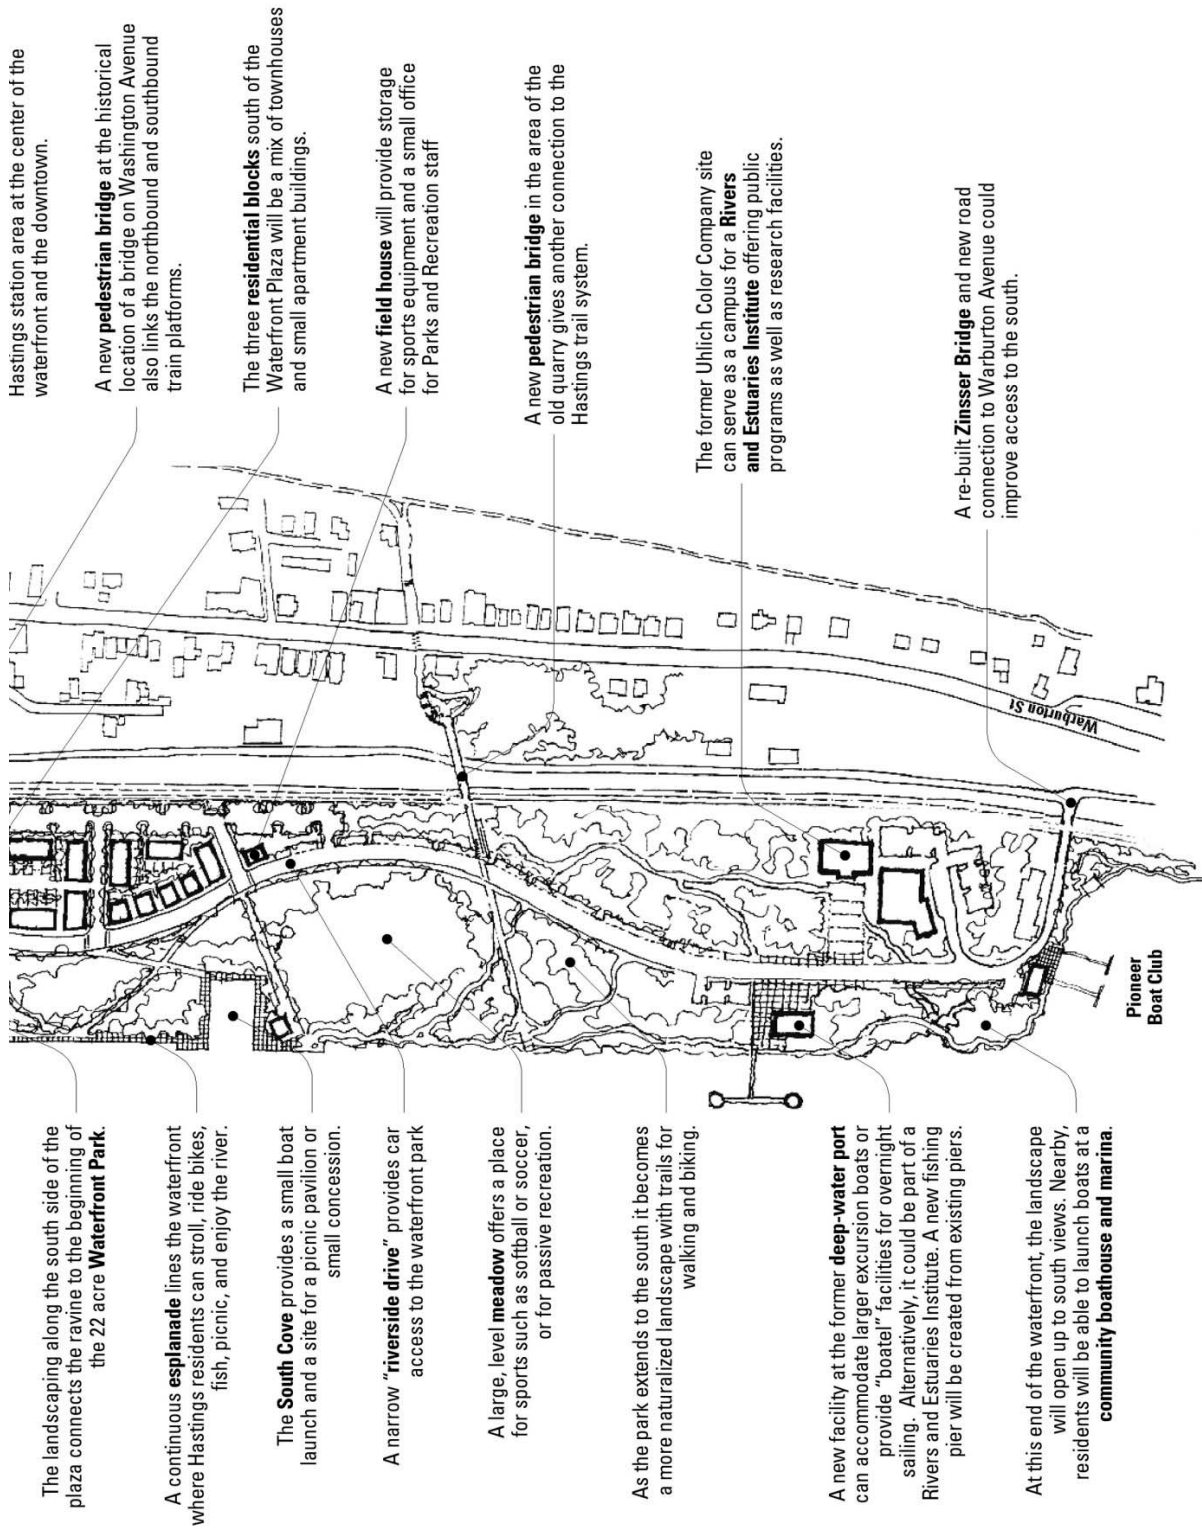 Hastings station area at the center of the
waterfront and the downtown.
A new pedestrian bridge at the historical
location of a bridge on Washington Avenue
also links the northbound and southbound
train platforms.
The three residential blocks south of the
Waterfront Plaza will be a mix of townhouses
and small apartment buildings.
A new field house will provide storage
for sports equipment and a small office
for Parks and Recreation staff
A new pedestrian bridge in the area of the
old quarry gives another connection to the
Hastings trail system.
The former Uhlich Color Company site
can serve as a campus for a Rivers
and Estuaries Institute offering public
programs as well as research facilities.
A re-built Zinsser Bridge and new road
connection to Warburton Avenue could
improve access to the south.
Warburton St
Pioneer
Boat Club
The landscaping along the south side of the
plaza connects the ravine to the beginning of
the 22 acre Waterfront Park.
A continuous esplanade lines the waterfront
where Hastings residents can stroll, ride bikes,
fish, picnic, and enjoy the river.
The South Cove provides a small boat
launch and a site for a picnic pavilion or
small concession.
A narrow "riverside drive" provides car
access to the waterfront park
A large, level meadow offers a place
for sports such as softball or soccer,
or for passive recreation.
As the park extends to the south it becomes
a more naturalized landscape with trails for
walking and biking.
A new facility at the former deep-water port
can accommodate larger excursion boats or
provide "boatel" facilities for overnight
sailing. Alternatively, it could be part of a
Rivers and Estuaries Institute. A new fishing
pier will be created from existing piers.
At this end of the waterfront, the landscape
will open up to south views. Nearby,
residents will be able to launch boats at a
community boathouse and marina.